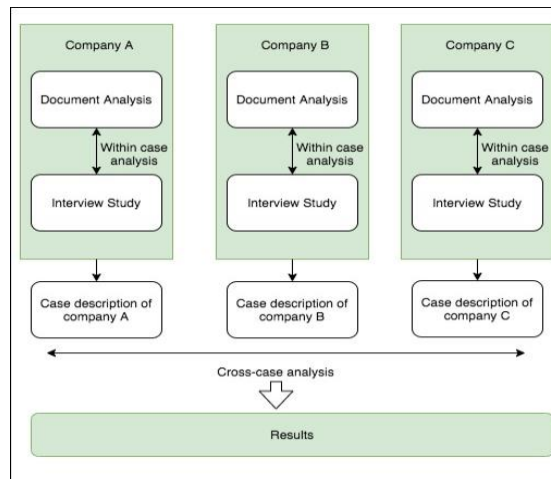 Company A
Company B
Company C
Document Analysis
Document Analysis
Document Analysis
Within case
analysis
Within case
analysis
Within case
analysis
Interview Study
Interview Study
Interview Study
Case description of
company A
Case description of
company B
Case description of
company C
Cross-case analysis
Results